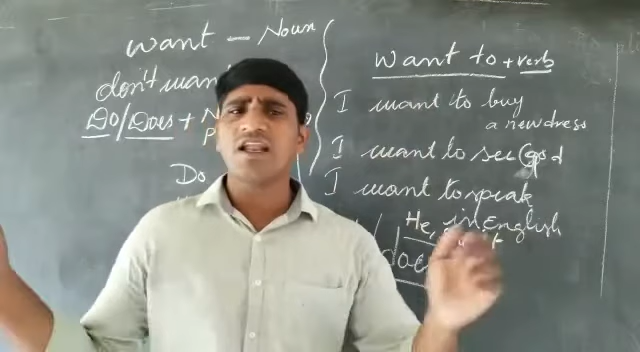 want - Noun
don't want
Do/Does +
Do
want to + verb
I want to buy
a new dress
I want to see God
I want to speak
in English
He,